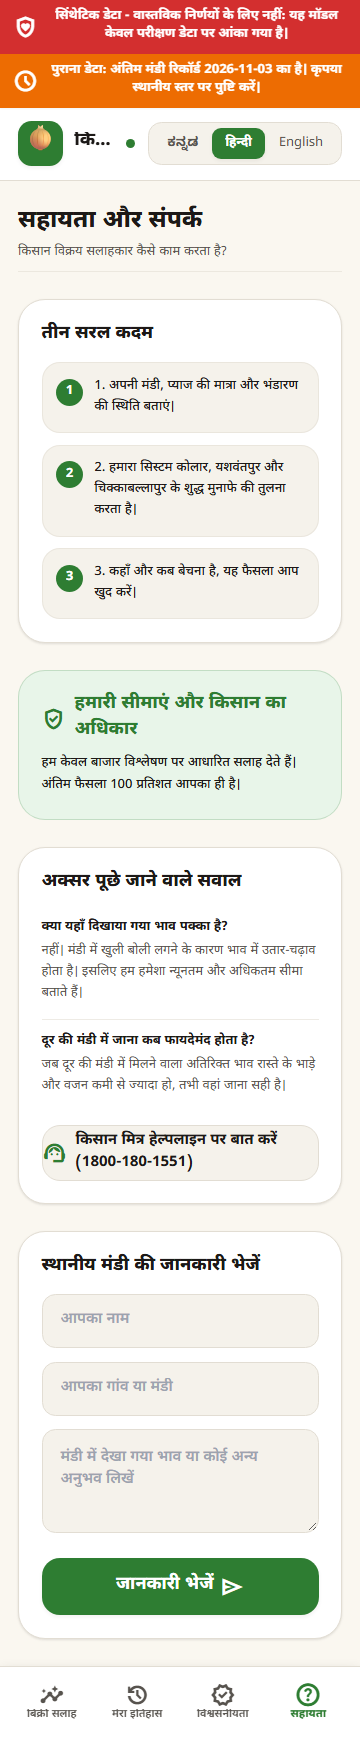 सिंथेटिक डेटा - वास्तविक निर्णयों के लिए नहीं: यह मॉडल
केवल परीक्षण डेटा पर आंका गया है|
पुराना डेटा: अंतिम मंडी रिकॉर्ड 2026-11-03 का है| कृपया
स्थानीय स्तर पर पुष्टि करें|
कि...
ಕನ್ನಡ
हिन्दी
English
सहायता और संपर्क
किसान विक्रय सलाहकार कैसे काम करता है?
तीन सरल कदम
1
1. अपनी मंडी, प्याज की मात्रा और भंडारण
की स्थिति बताएं|
2
2. हमारा सिस्टम कोलार, यशवंतपुर और
चिक्काबल्लापुर के शुद्ध मुनाफे की तुलना
करता है|
3
3. कहाँ और कब बेचना है, यह फैसला आप
खुद करें|
हमारी सीमाएं और किसान का
अधिकार
हम केवल बाजार विश्लेषण पर आधारित सलाह देते हैं|
अंतिम फैसला 100 प्रतिशत आपका ही है|
अक्सर पूछे जाने वाले सवाल
क्या यहाँ दिखाया गया भाव पक्का है?
नहीं| मंडी में खुली बोली लगने के कारण भाव में उतार-चढ़ाव
होता है| इसलिए हम हमेशा न्यूनतम और अधिकतम सीमा
बताते हैं|
दूर की मंडी में जाना कब फायदेमंद होता है?
जब दूर की मंडी में मिलने वाला अतिरिक्त भाव रास्ते के भाड़े
और वजन कमी से ज्यादा हो, तभी वहां जाना सही है|
किसान मित्र हेल्पलाइन पर बात करें
(1800-180-1551)
स्थानीय मंडी की जानकारी भेजें
आपका नाम
आपका गांव या मंडी
मंडी में देखा गया भाव या कोई अन्य
अनुभव लिखें
जानकारी भेजें
बिक्री सलाह
मेरा इतिहास
विश्वसनीयता
सहायता